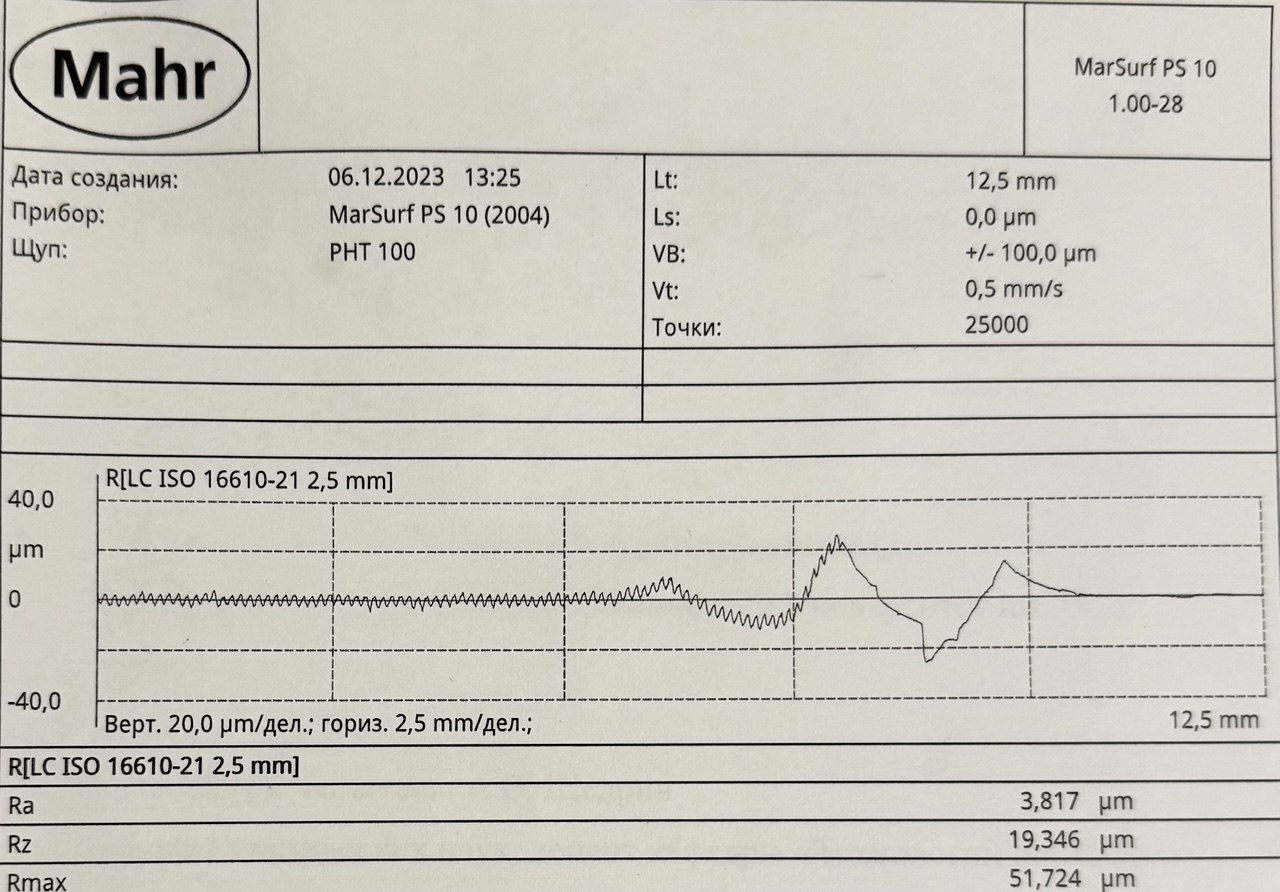 Mahr
MarSurf PS 10
1.00-28
Дата создания: 06.12.2023 13:25
Прибор: MarSurf PS 10 (2004)
Щуп: PHT 100
Lt: 12,5 mm
Ls: 0,0 µm
VB: +/- 100,0 µm
Vt: 0,5 mm/s
Точки: 25000
R[LC ISO 16610-21 2,5 mm]
40,0
µm
0
-40,0
Верт. 20,0 µm/дел.; гориз. 2,5 mm/дел.;
12,5 mm
R[LC ISO 16610-21 2,5 mm]
Ra 3,817 µm
Rz 19,346 µm
Rmax 51,724 µm